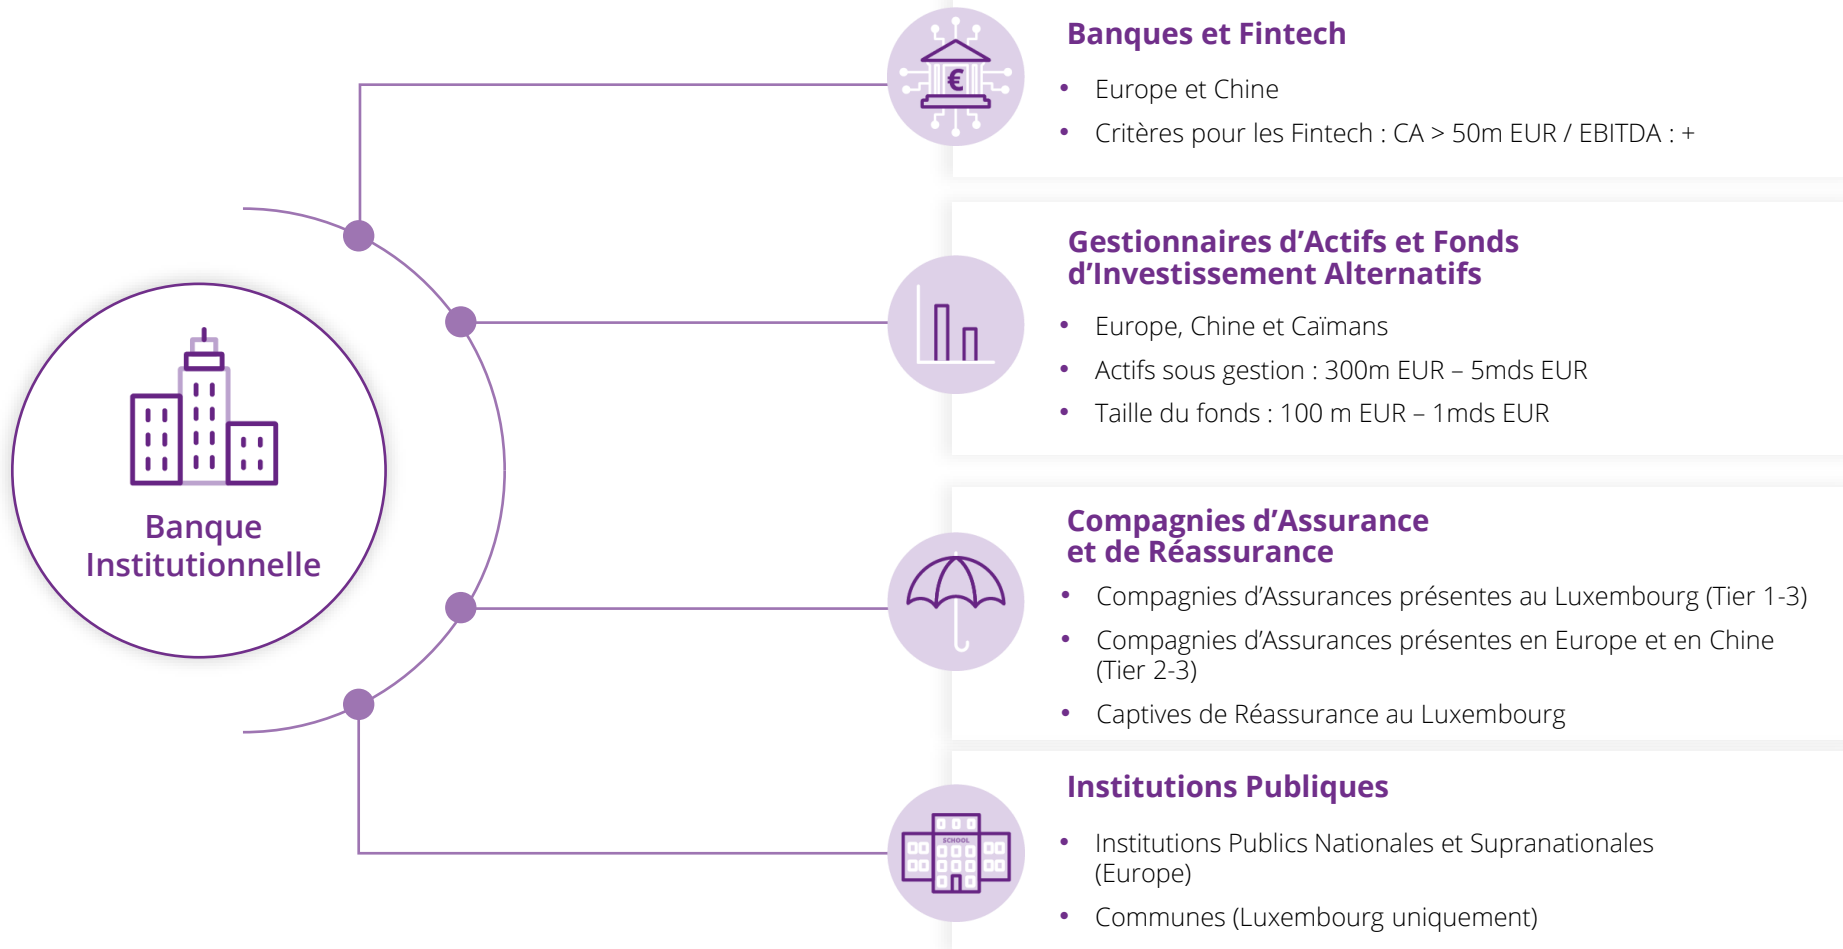 Banque
Institutionnelle
Banques et Fintech
• Europe et Chine
• Critères pour les Fintech : CA > 50m EUR / EBITDA : +
€
Gestionnaires d’Actifs et Fonds
d’Investissement Alternatifs
• Europe, Chine et Caïmans
• Actifs sous gestion : 300m EUR – 5mds EUR
• Taille du fonds : 100 m EUR – 1mds EUR
Compagnies d’Assurance
et de Réassurance
• Compagnies d’Assurances présentes au Luxembourg (Tier 1-3)
• Compagnies d’Assurances présentes en Europe et en Chine
(Tier 2-3)
• Captives de Réassurance au Luxembourg
Institutions Publiques
• Institutions Publics Nationales et Supranationales
(Europe)
• Communes (Luxembourg uniquement)
SCHOOL